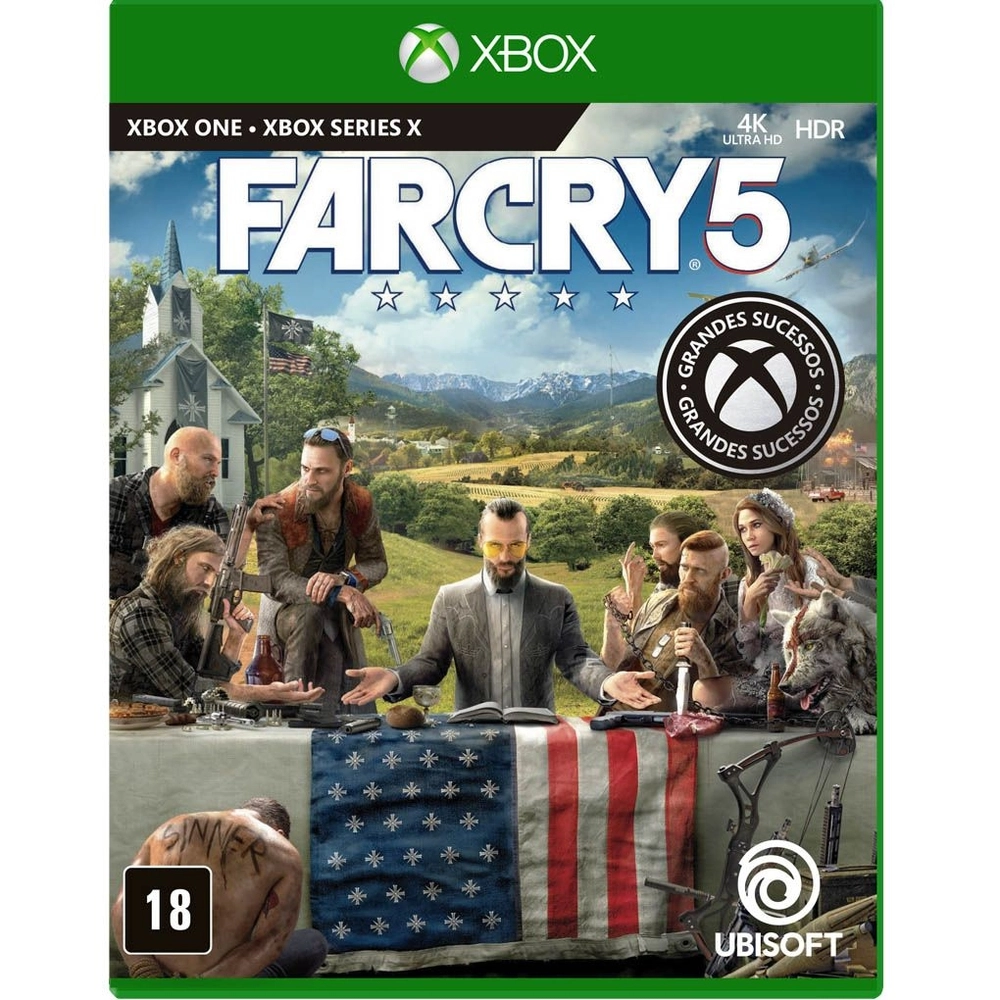 XBOX
XBOX ONE • XBOX SERIES X
4K
ULTRA HD
HDR
FARCRY5
®
GRANDES SUCESSOS
GRANDES SUCESSOS
SINNER
18
UBISOFT